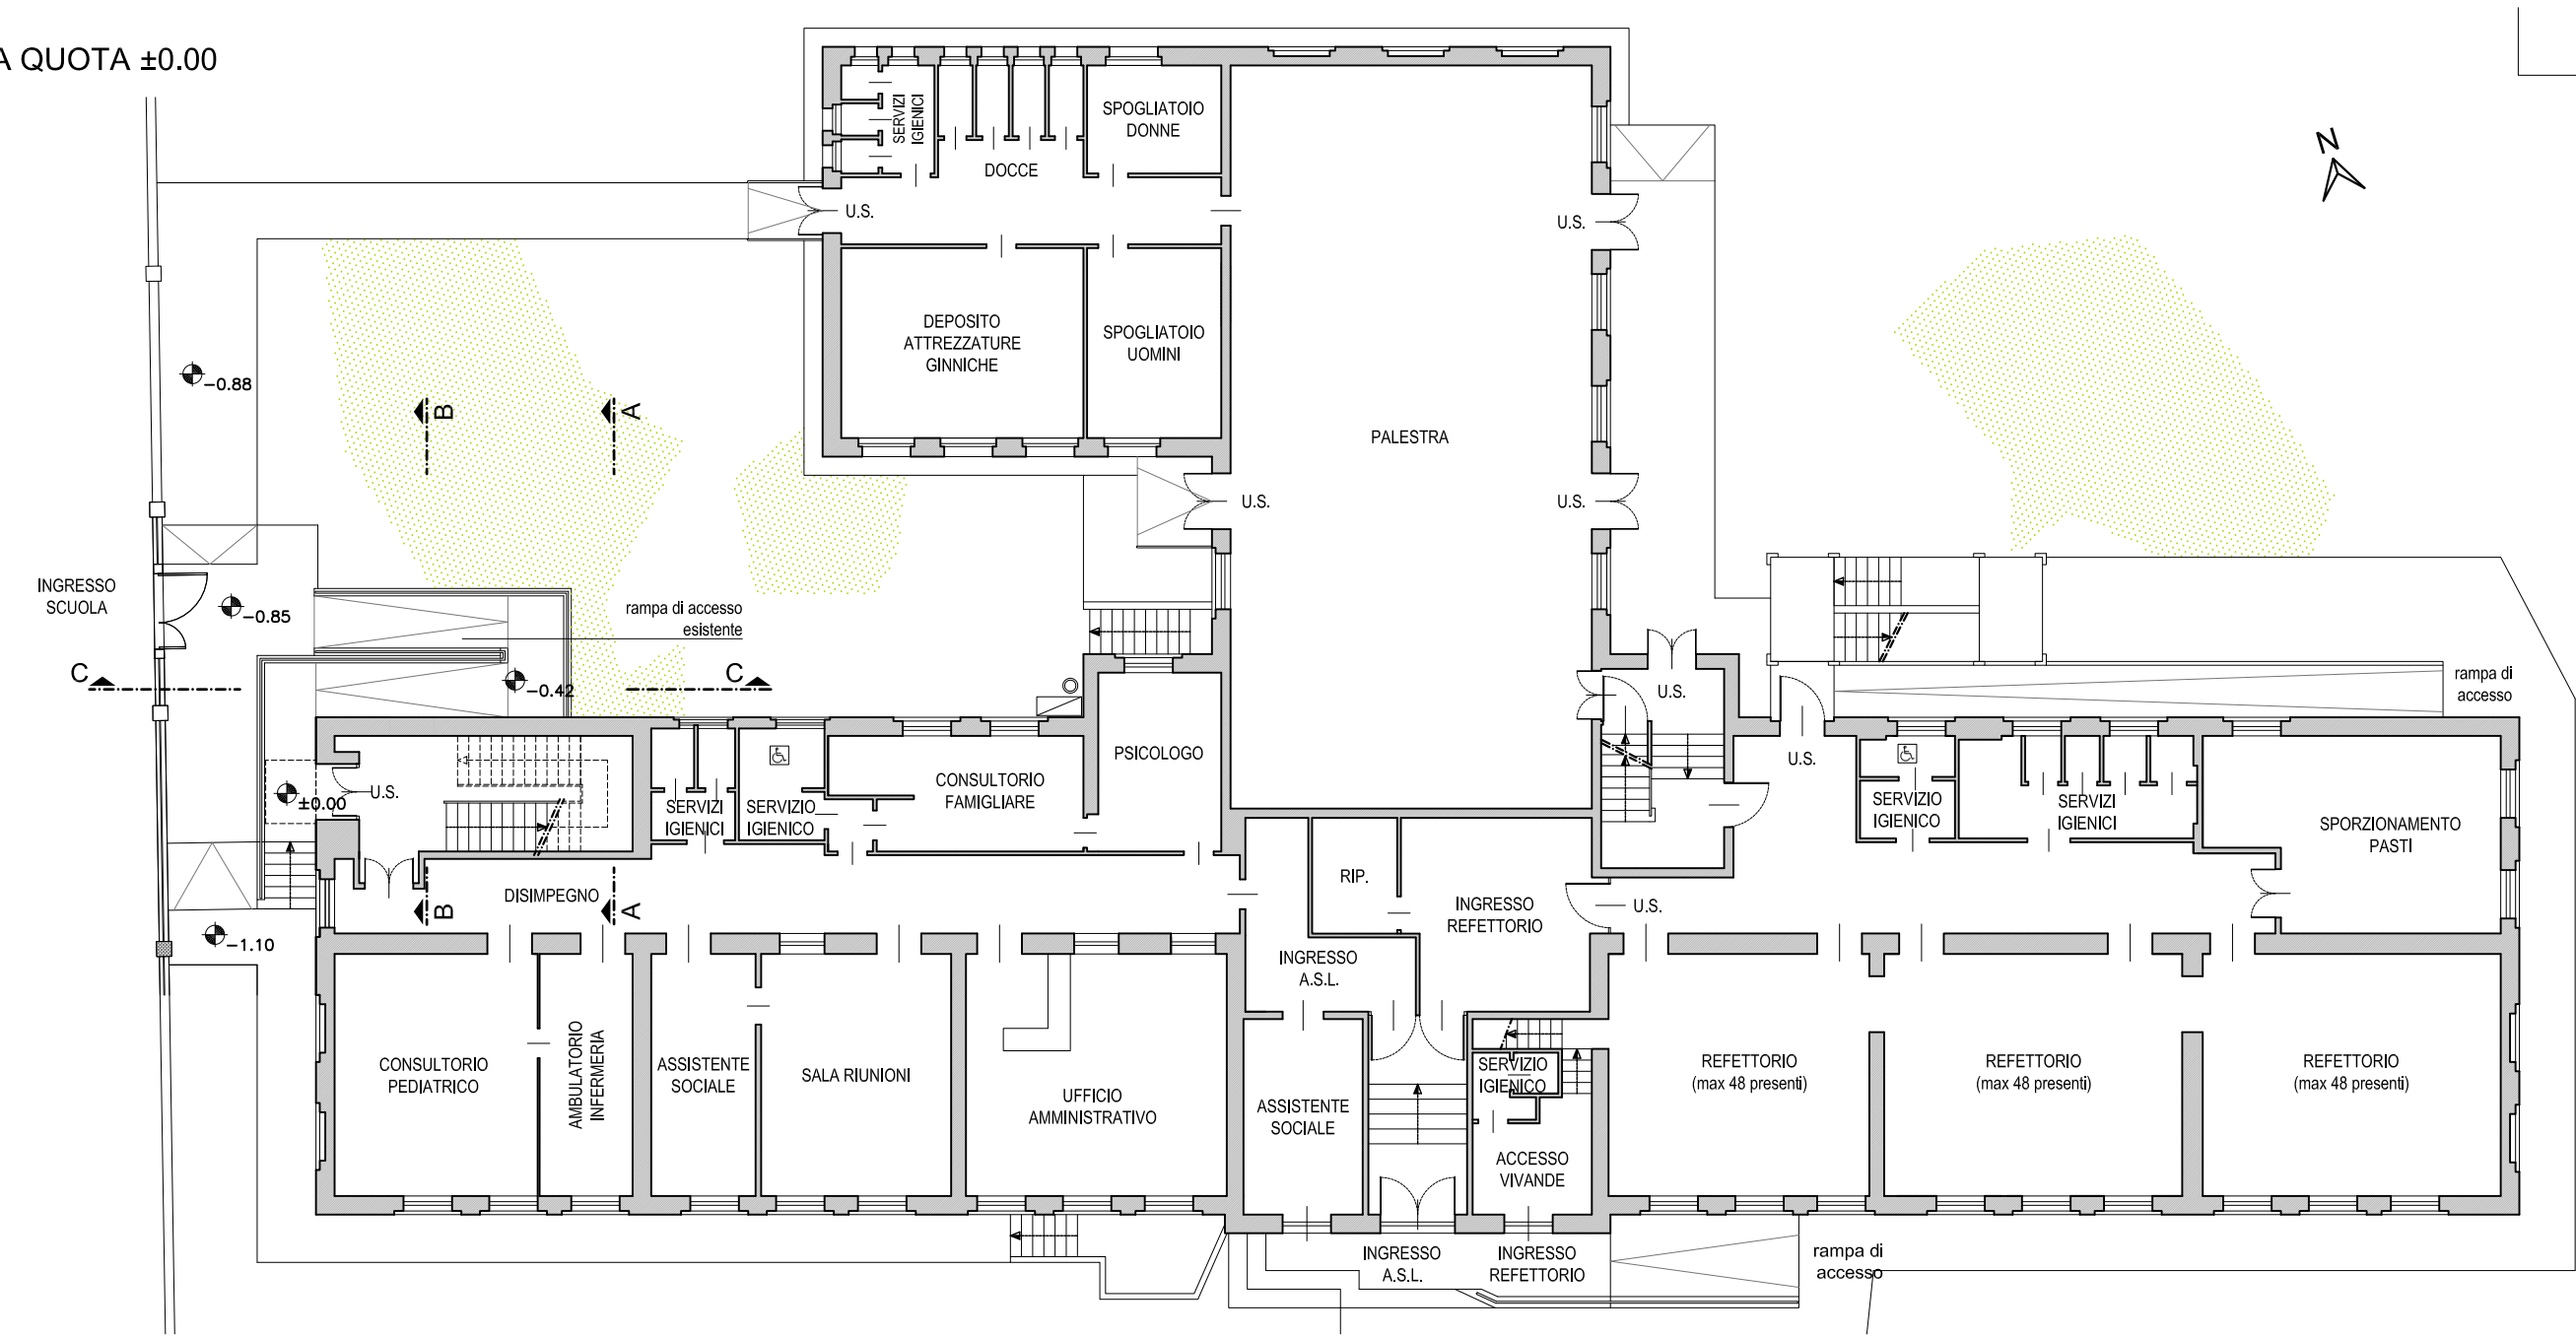 A QUOTA ±0.00
N
SERVIZI
IGIENICI
SPOGLIATOIO
DONNE
DOCCE
U.S.
U.S.
DEPOSITO
ATTREZZATURE
GINNICHE
SPOGLIATOIO
UOMINI
PALESTRA
-0.88
B
A
U.S.
U.S.
INGRESSO
SCUOLA
-0.85
rampa di accesso
esistente
C
C
-0.42
U.S.
rampa di
accesso
±0.00
U.S.
SERVIZI
IGIENICI
SERVIZIO
IGIENICO
CONSULTORIO
FAMIGLIARE
PSICOLOGO
U.S.
SERVIZIO
IGIENICO
SERVIZI
IGIENICI
SPORZIONAMENTO
PASTI
DISIMPEGNO
B
A
RIP.
INGRESSO
REFETTORIO
U.S.
-1.10
INGRESSO
A.S.L.
CONSULTORIO
PEDIATRICO
AMBULATORIO
INFERMERIA
ASSISTENTE
SOCIALE
SALA RIUNIONI
UFFICIO
AMMINISTRATIVO
ASSISTENTE
SOCIALE
SERVIZIO
IGIENICO
ACCESSO
VIVANDE
REFETTORIO
(max 48 presenti)
REFETTORIO
(max 48 presenti)
REFETTORIO
(max 48 presenti)
INGRESSO
A.S.L.
INGRESSO
REFETTORIO
rampa di
accesso